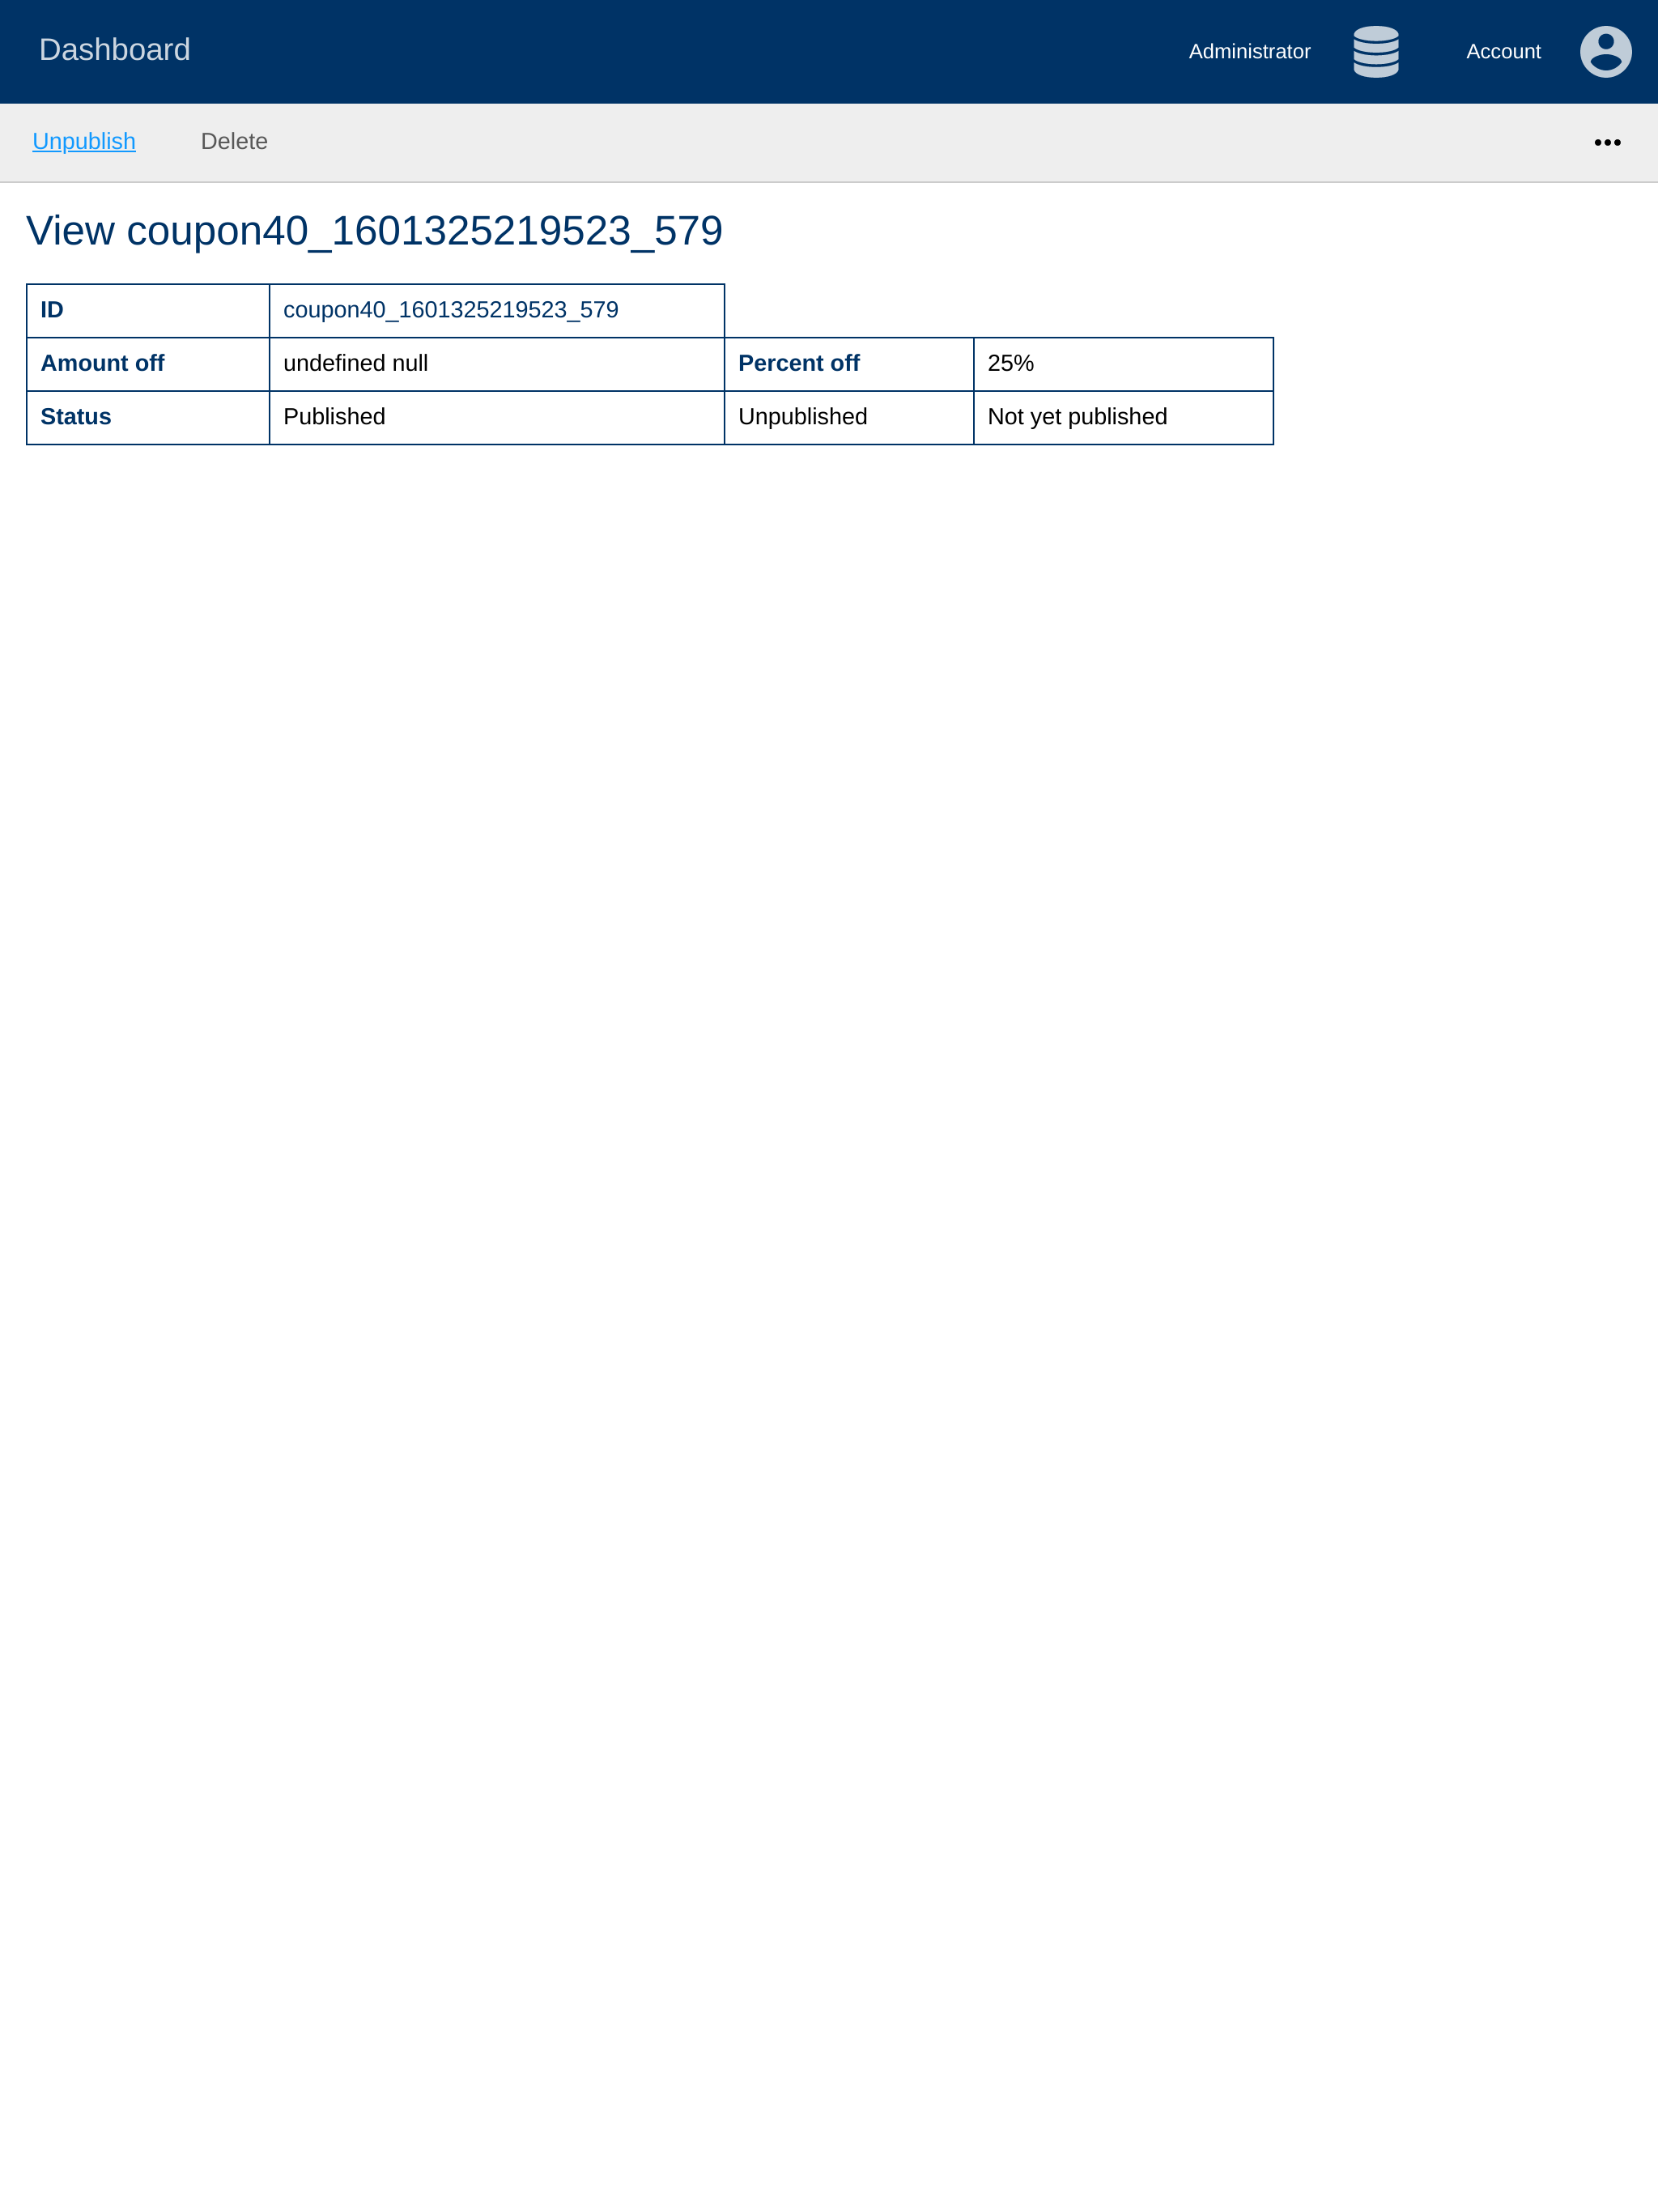 Dashboard Administrator Account
Unpublish Delete •••
View coupon40_1601325219523_579
ID coupon40_1601325219523_579
Amount off undefined null Percent off 25%
Status Published Unpublished Not yet published